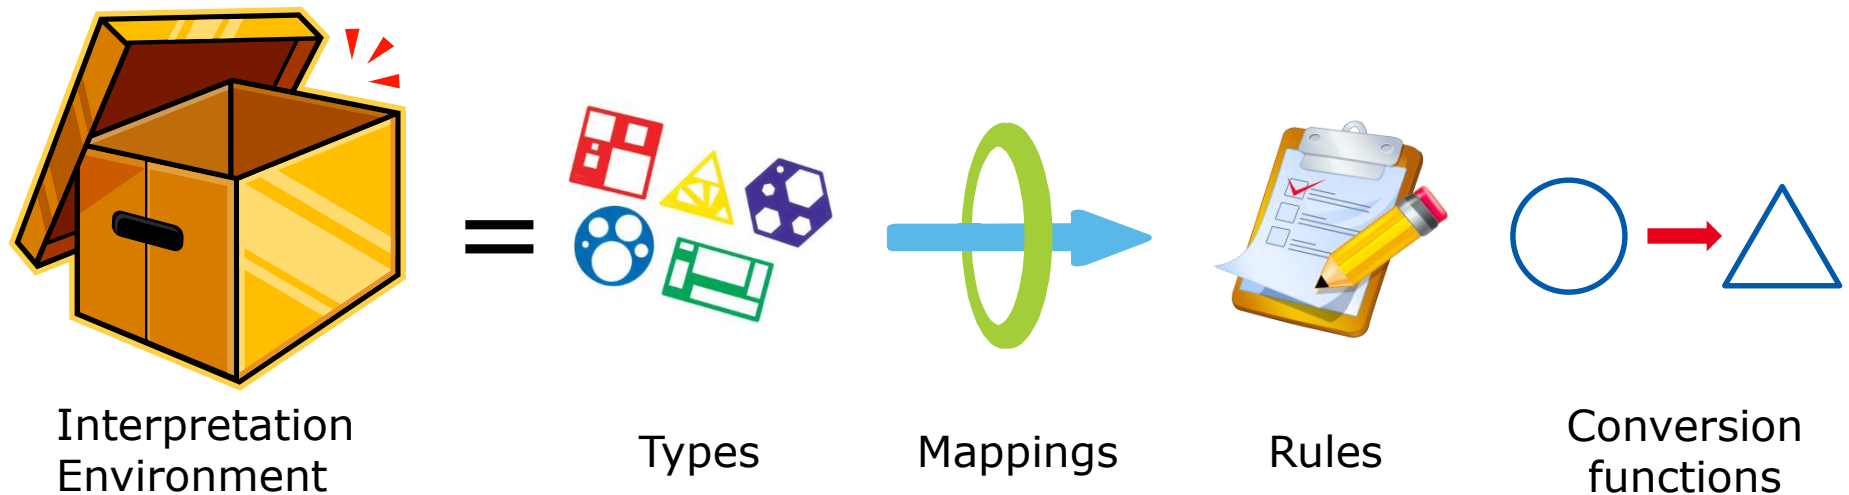 =
Interpretation
Environment
Types
Mappings
Rules
Conversion
functions